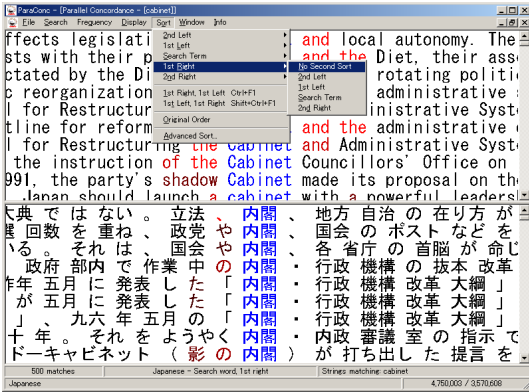 ParaConc - [Parallel Concordance - [cabinet]]
File Search Frequency Display Sort Window Info
2nd Left
1st Left
Search Term
1st Right
2nd Right
1st Right, 1st Left Ctrl+F1
1st Left, 1st Right Shift+Ctrl+F1
Original Order
Advanced Sort...
No Second Sort
2nd Left
1st Left
Search Term
2nd Right
ffects legislati and local autonomy. The
sts with their p and the Diet, their ass
ctated by the Di rotating politi
c reorganization administrative s
l for Restructur Administrative Syst
tline for reform and the administrative
l for Restructuring the Cabinet and Administrative Syste
the instruction of the Cabinet Councillors' Office on
991, the party's shadow Cabinet made its proposal on th
Japan should launch a cabinet with a powerful leaders
大典 で は ない 。 立法 、 内閣 、 地方 自治 の 在り方 が
選 回数 を 重ね 、 政党 や 内閣 、 国会 の ポスト など を
いる 。 それ は 、 国会 や 内閣 、 各 省庁 の 首脳 が 命じ
政府 部内 で 作業 中 の 内閣 ・ 行政 機構 の 抜本 改革
年 五月 に 発表 し た 「 内閣 ・ 行政 機構 改革 大綱 」
が 五月 に 発表 し た 「 内閣 ・ 行政 機構 改革 大綱 」
」 、 九六 年 五月 の 「 内閣 ・ 行政 機構 改革 大綱 」
十 年 。 それ を ようやく 内閣 ・ 内政 審議 室 の 指示 で
ドーキャビネット ( 影 の 内閣 ) が 打ち出し た 提言 を
500 matches Japanese - Search word, 1st right Strings matching: cabinet
Japanese 4,750,003 / 3,570,608